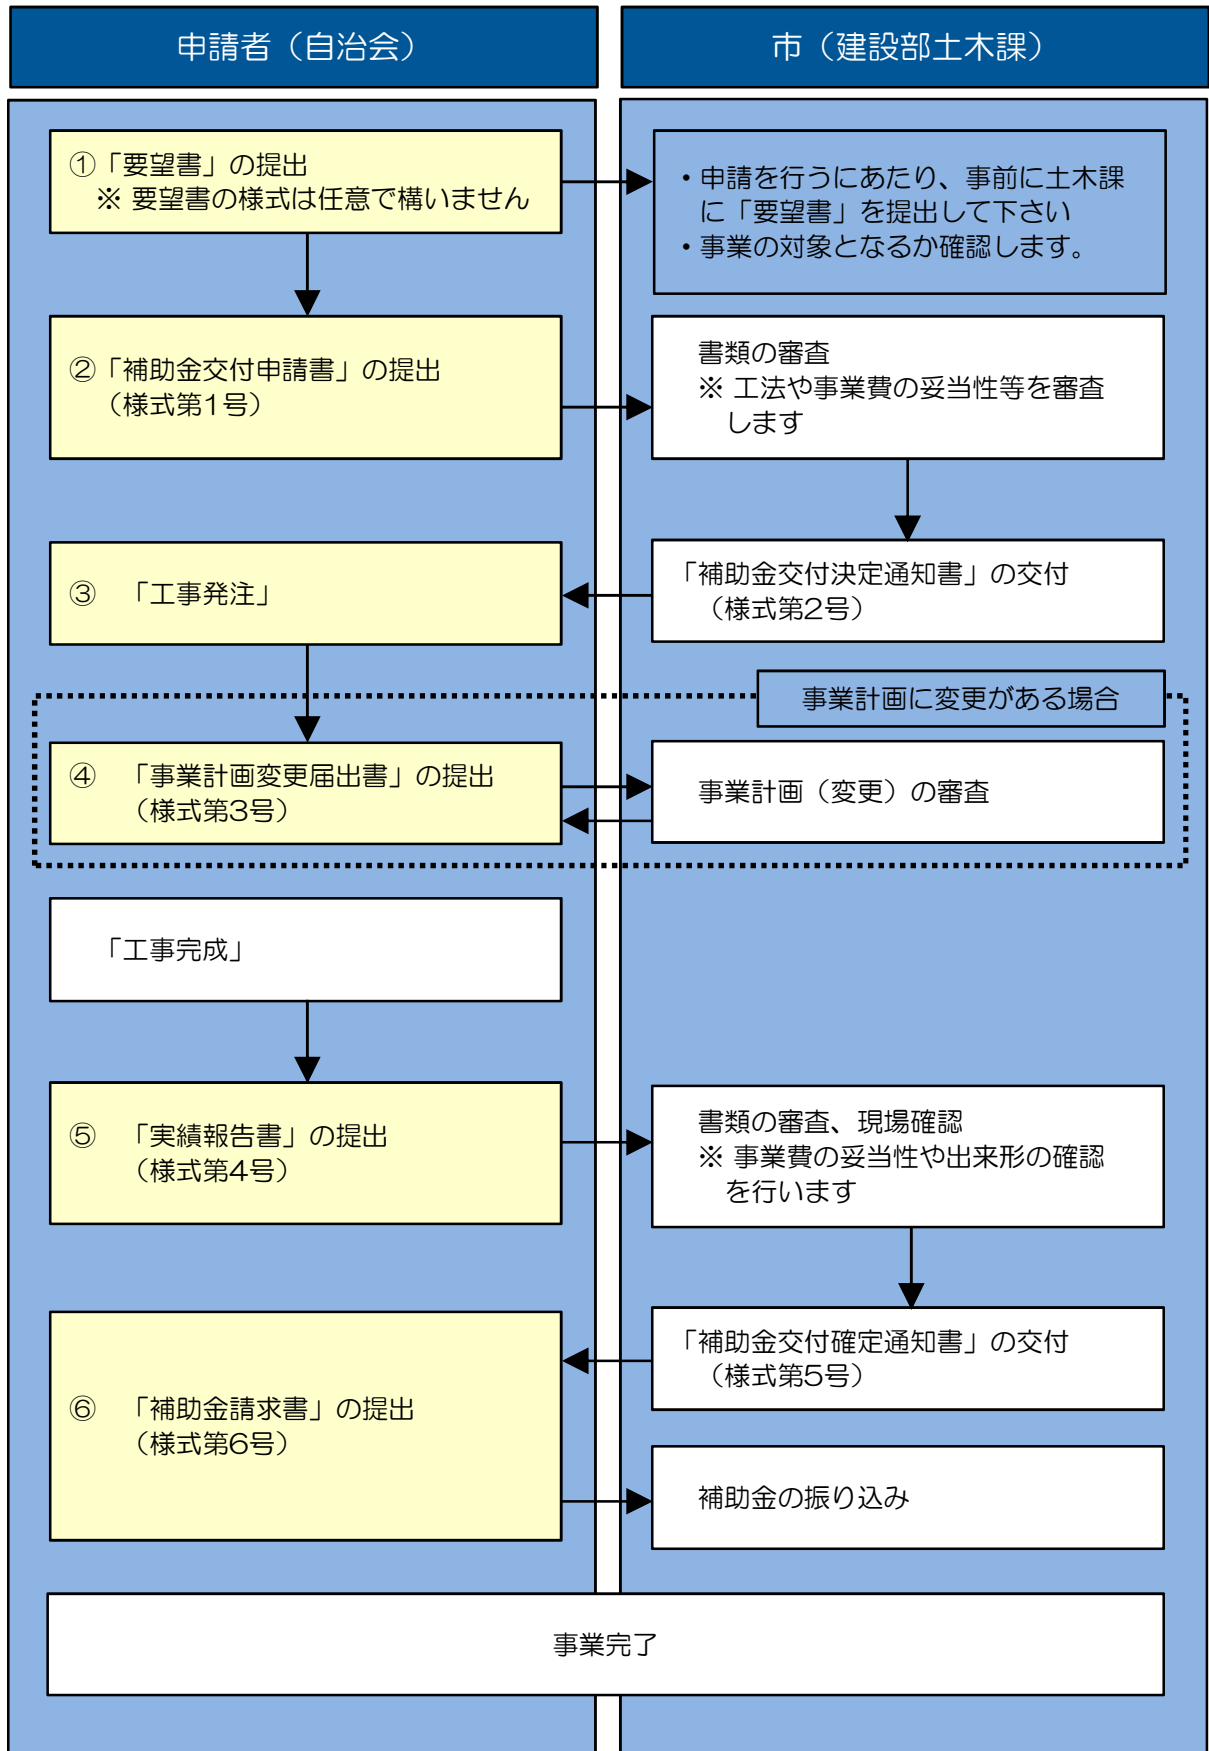 申請者（自治会）
市（建設部土木課）
①「要望書」の提出
※ 要望書の様式は任意で構いません
・申請を行うにあたり、事前に土木課
に「要望書」を提出して下さい
・事業の対象となるか確認します。
②「補助金交付申請書」の提出
（様式第1号）
書類の審査
※ 工法や事業費の妥当性等を審査
します
③ 「工事発注」
「補助金交付決定通知書」の交付
（様式第2号）
事業計画に変更がある場合
④ 「事業計画変更届出書」の提出
（様式第3号）
事業計画（変更）の審査
「工事完成」
⑤ 「実績報告書」の提出
（様式第4号）
書類の審査、現場確認
※ 事業費の妥当性や出来形の確認
を行います
「補助金交付確定通知書」の交付
（様式第5号）
⑥ 「補助金請求書」の提出
（様式第6号）
補助金の振り込み
事業完了